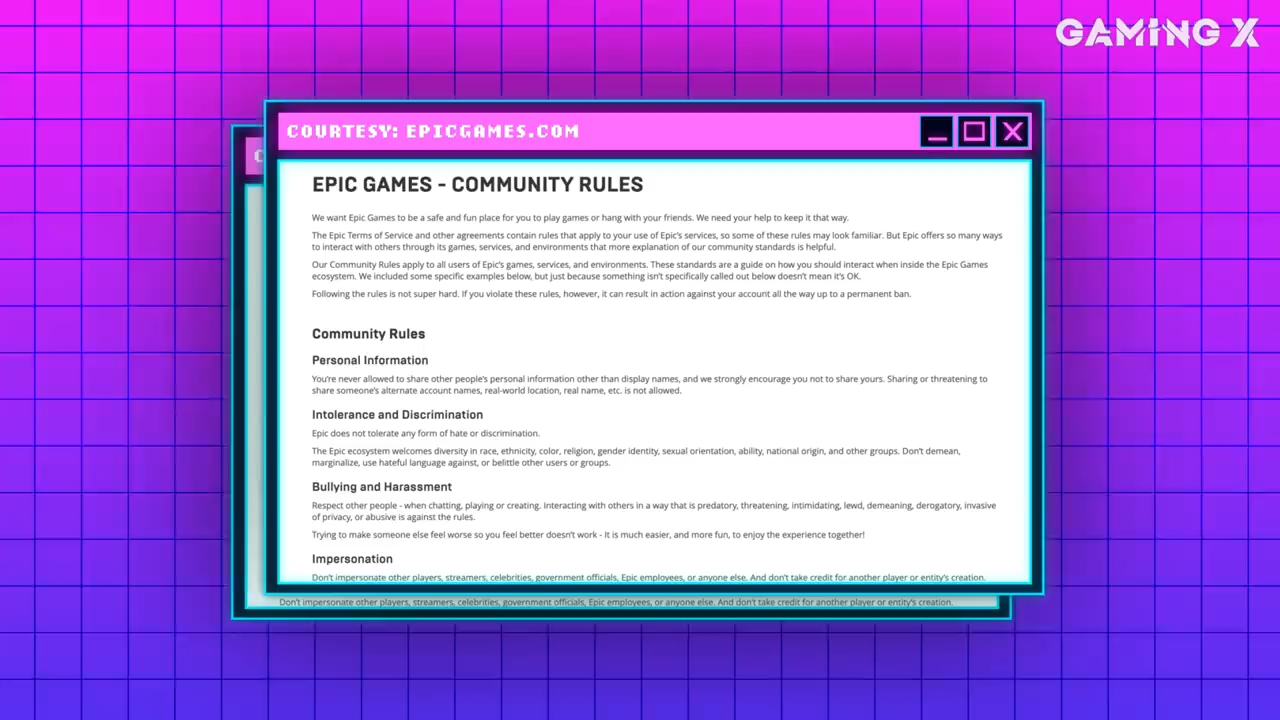 GAMING X
COURTESY: EPICGAMES.COM
EPIC GAMES - COMMUNITY RULES
We want Epic Games to be a safe and fun place for you to play games or hang with your friends. We need your help to keep it that way.
The Epic Terms of Service and other agreements contain rules that apply to your use of Epic's services, so some of these rules may look familiar. But Epic offers so many ways
to interact with others through its games, services, and environments that more explanation of our community standards is helpful.
Our Community Rules apply to all users of Epic's games, services, and environments. These standards are a guide on how you should interact when inside the Epic Games
ecosystem. We included some specific examples below, but just because something isn't specifically called out below doesn't mean it's OK.
Following the rules is not super hard. If you violate these rules, however, it can result in action against your account all the way up to a permanent ban.
Community Rules
Personal Information
You're never allowed to share other people's personal information other than display names, and we strongly encourage you not to share yours. Sharing or threatening to
share someone's alternate account names, real-world location, real name, etc. is not allowed.
Intolerance and Discrimination
Epic does not tolerate any form of hate or discrimination.
The Epic ecosystem welcomes diversity in race, ethnicity, color, religion, gender identity, sexual orientation, ability, national origin, and other groups. Don't demean,
marginalize, use hateful language against, or belittle other users or groups.
Bullying and Harassment
Respect other people - when chatting, playing or creating. Interacting with others in a way that is predatory, threatening, intimidating, lewd, demeaning, derogatory, invasive
of privacy, or abusive is against the rules.
Trying to make someone else feel worse so you feel better doesn't work - It is much easier, and more fun, to enjoy the experience together!
Impersonation
Don't impersonate other players, streamers, celebrities, government officials, Epic employees, or anyone else. And don't take credit for another player or entity's creation.
Don't impersonate other players, streamers, celebrities, government officials, Epic employees, or anyone else. And don't take credit for another player or entity's creation.